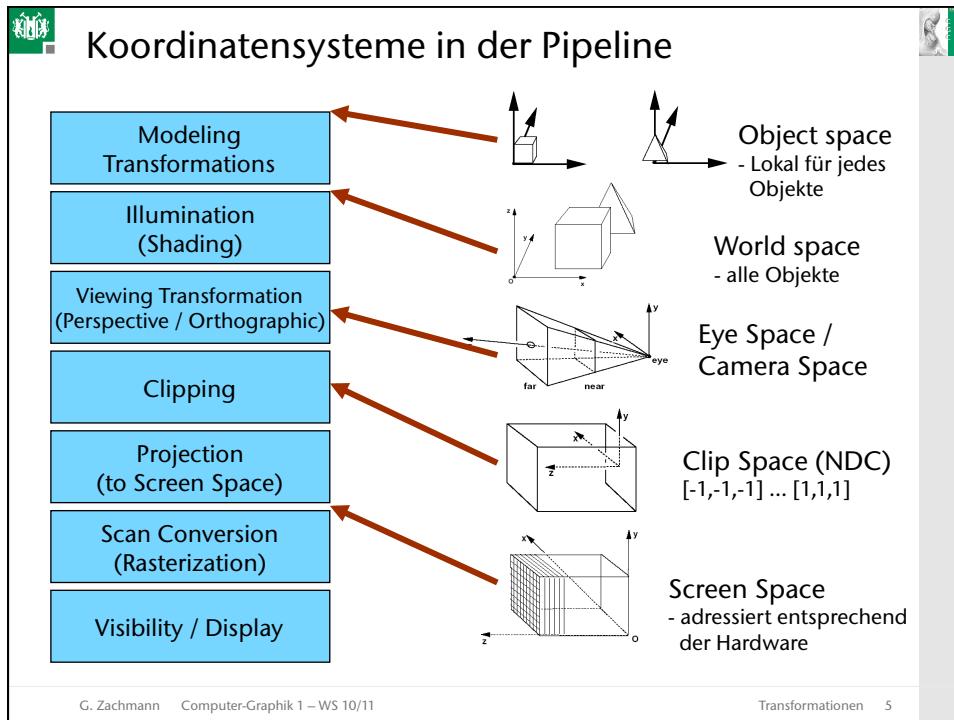 Koordinatensysteme in der Pipeline
Modeling
Transformations
Illumination
(Shading)
Viewing Transformation
(Perspective / Orthographic)
Clipping
Projection
(to Screen Space)
Scan Conversion
(Rasterization)
Visibility / Display
Object space
- Lokal für jedes
Objekte
z
y
O
x
World space
- alle Objekte
y
x
eye
far
near
Eye Space /
Camera Space
y
x
z
Clip Space (NDC)
[-1,-1,-1] ... [1,1,1]
x
y
z
O
Screen Space
- adressiert entsprechend
der Hardware
G. Zachmann Computer-Graphik 1 – WS 10/11
Transformationen 5